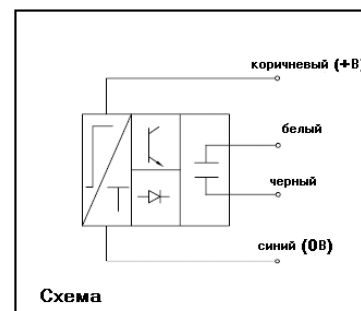 коричневый (+В)
белый
черный
синий (0В)
Схема